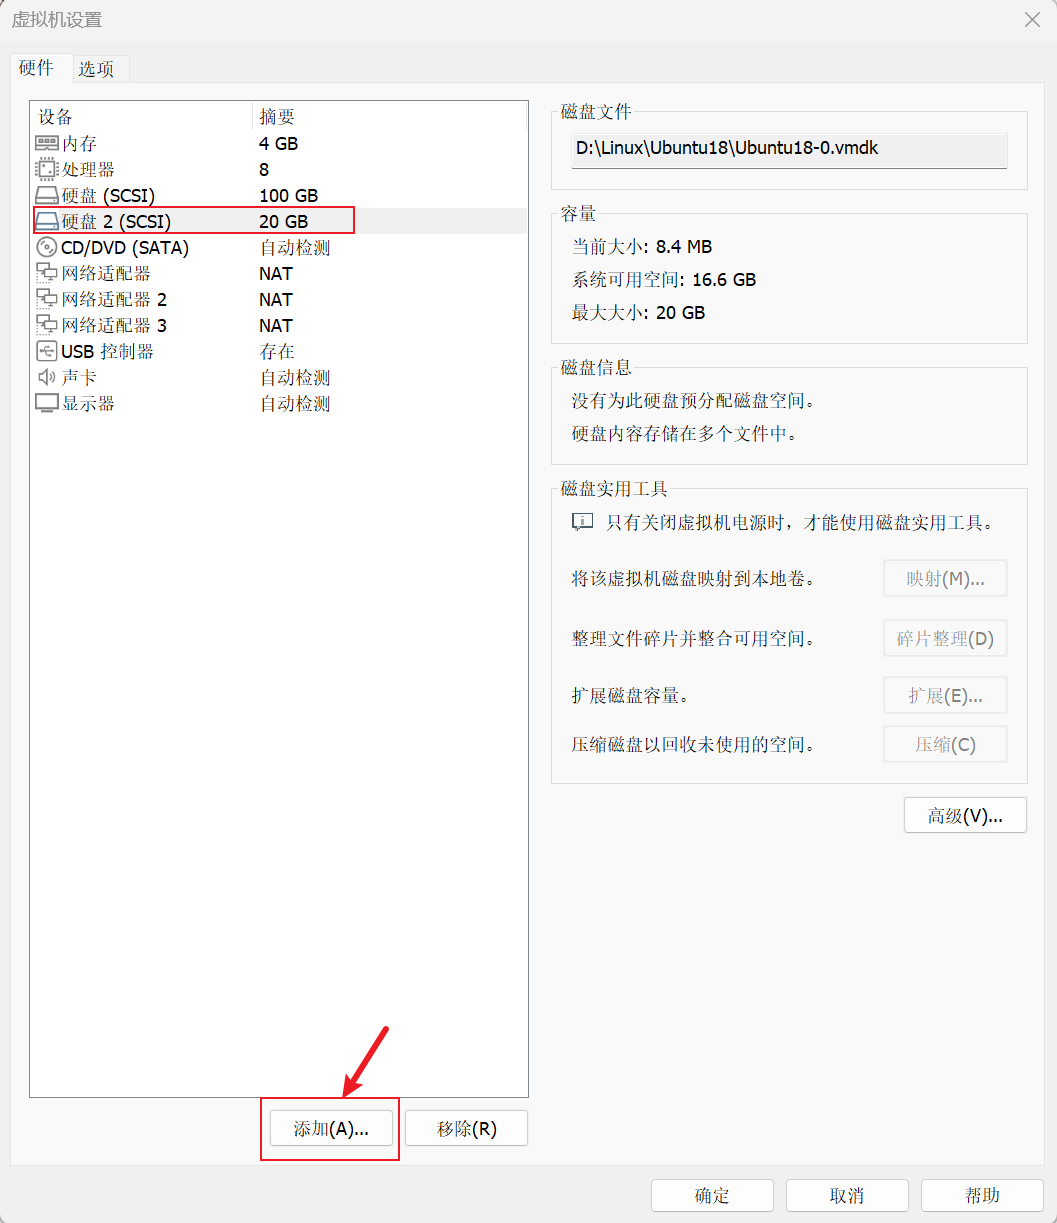 虚拟机设置
硬件 选项
设备 摘要
内存 4 GB
处理器 8
硬盘 (SCSI) 100 GB
硬盘 2 (SCSI) 20 GB
CD/DVD (SATA) 自动检测
网络适配器 NAT
网络适配器 2 NAT
网络适配器 3 NAT
USB 控制器 存在
声卡 自动检测
显示器 自动检测
添加(A)... 移除(R)
磁盘文件
D:\Linux\Ubuntu18\Ubuntu18-0.vmdk
容量
当前大小: 8.4 MB
系统可用空间: 16.6 GB
最大大小: 20 GB
磁盘信息
没有为此硬盘预分配磁盘空间。
硬盘内容存储在多个文件中。
磁盘实用工具
只有关闭虚拟机电源时，才能使用磁盘实用工具。
将该虚拟机磁盘映射到本地卷。 映射(M)...
整理文件碎片并整合可用空间。 碎片整理(D)
扩展磁盘容量。 扩展(E)...
压缩磁盘以回收未使用的空间。 压缩(C)
高级(V)...
确定 取消 帮助